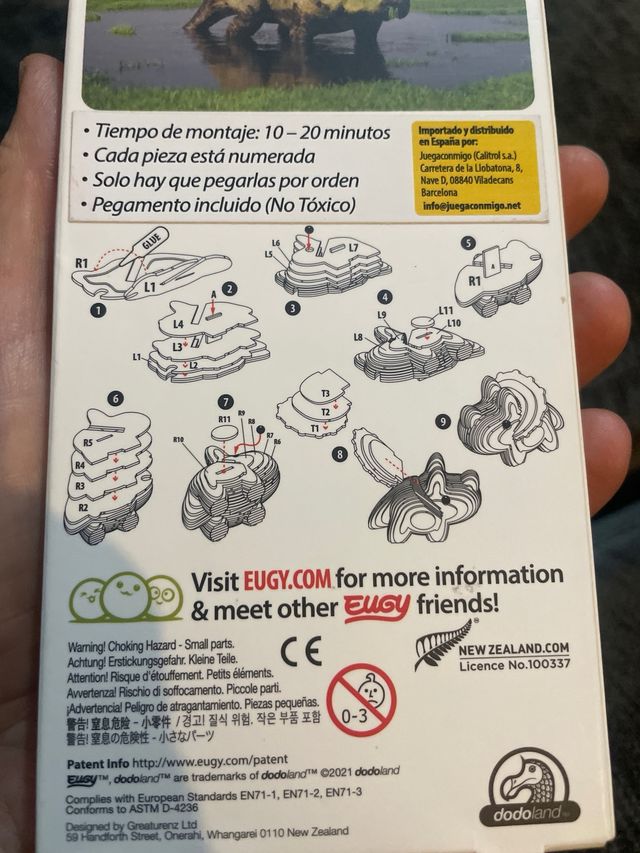 • Tiempo de montaje: 10 – 20 minutos
• Cada pieza está numerada
• Solo hay que pegarlas por orden
• Pegamento incluido (No Tóxico)
Importado y distribuido
en España por:
Juegaconmigo (Calitrol s.a.)
Carretera de la Llobatona, 8,
Nave D, 08840 Viladecans
Barcelona
info@juegaconmigo.net
R1
GLUE
L1
1
2
A
L4
L3
L1
L2
L6
L5
L7
3
4
L9
L11
L10
L8
5
A
R1
6
R5
R4
R3
R2
7
R11
R9
R8
R10
R7
R6
T3
T2
T1
8
9
Visit EUGY.COM for more information
& meet other EUGY friends!
Warning! Choking Hazard - Small parts.
Achtung! Erstickungsgefahr. Kleine Teile.
Attention! Risque d'étouffement. Petits éléments.
Avvertenza! Rischio di soffocamento. Piccole parti.
¡Advertencia! Peligro de atragantamiento. Piezas pequeñas.
警告! 窒息危险 - 小零件 / 경고! 질식 위험. 작은 부품 포함
警告! 窒息の危険性 - 小さなパーツ
CE
0-3
NEW ZEALAND.COM
Licence No.100337
Patent Info http://www.eugy.com/patent
EUGY™, dodoland™ are trademarks of dodoland™ ©2021 dodoland
Complies with European Standards EN71-1, EN71-2, EN71-3
Conforms to ASTM D-4236
Designed by Greaturenz Ltd
59 Handforth Street, Onerahi, Whangarei 0110 New Zealand
dodoland™